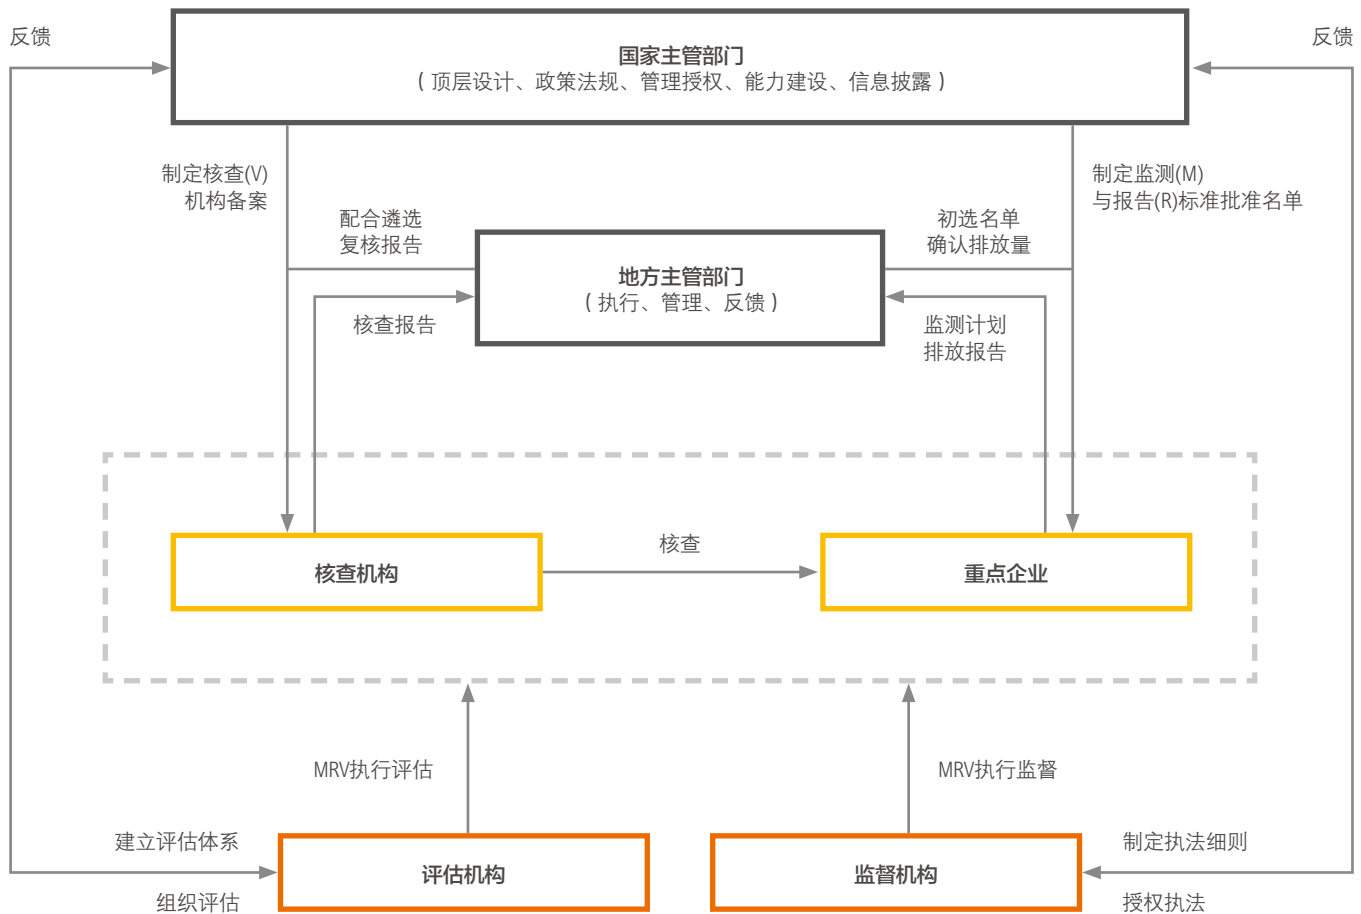 反馈
反馈
国家主管部门
(顶层设计、政策法规、管理授权、能力建设、信息披露)
制定核查(V)
机构备案
制定监测(M)
与报告(R)标准批准名单
配合遴选
复核报告
初选名单
确认排放量
地方主管部门
(执行、管理、反馈)
核查报告
监测计划
排放报告
核查机构
核查
重点企业
MRV执行评估
MRV执行监督
建立评估体系
组织评估
评估机构
监督机构
制定执法细则
授权执法